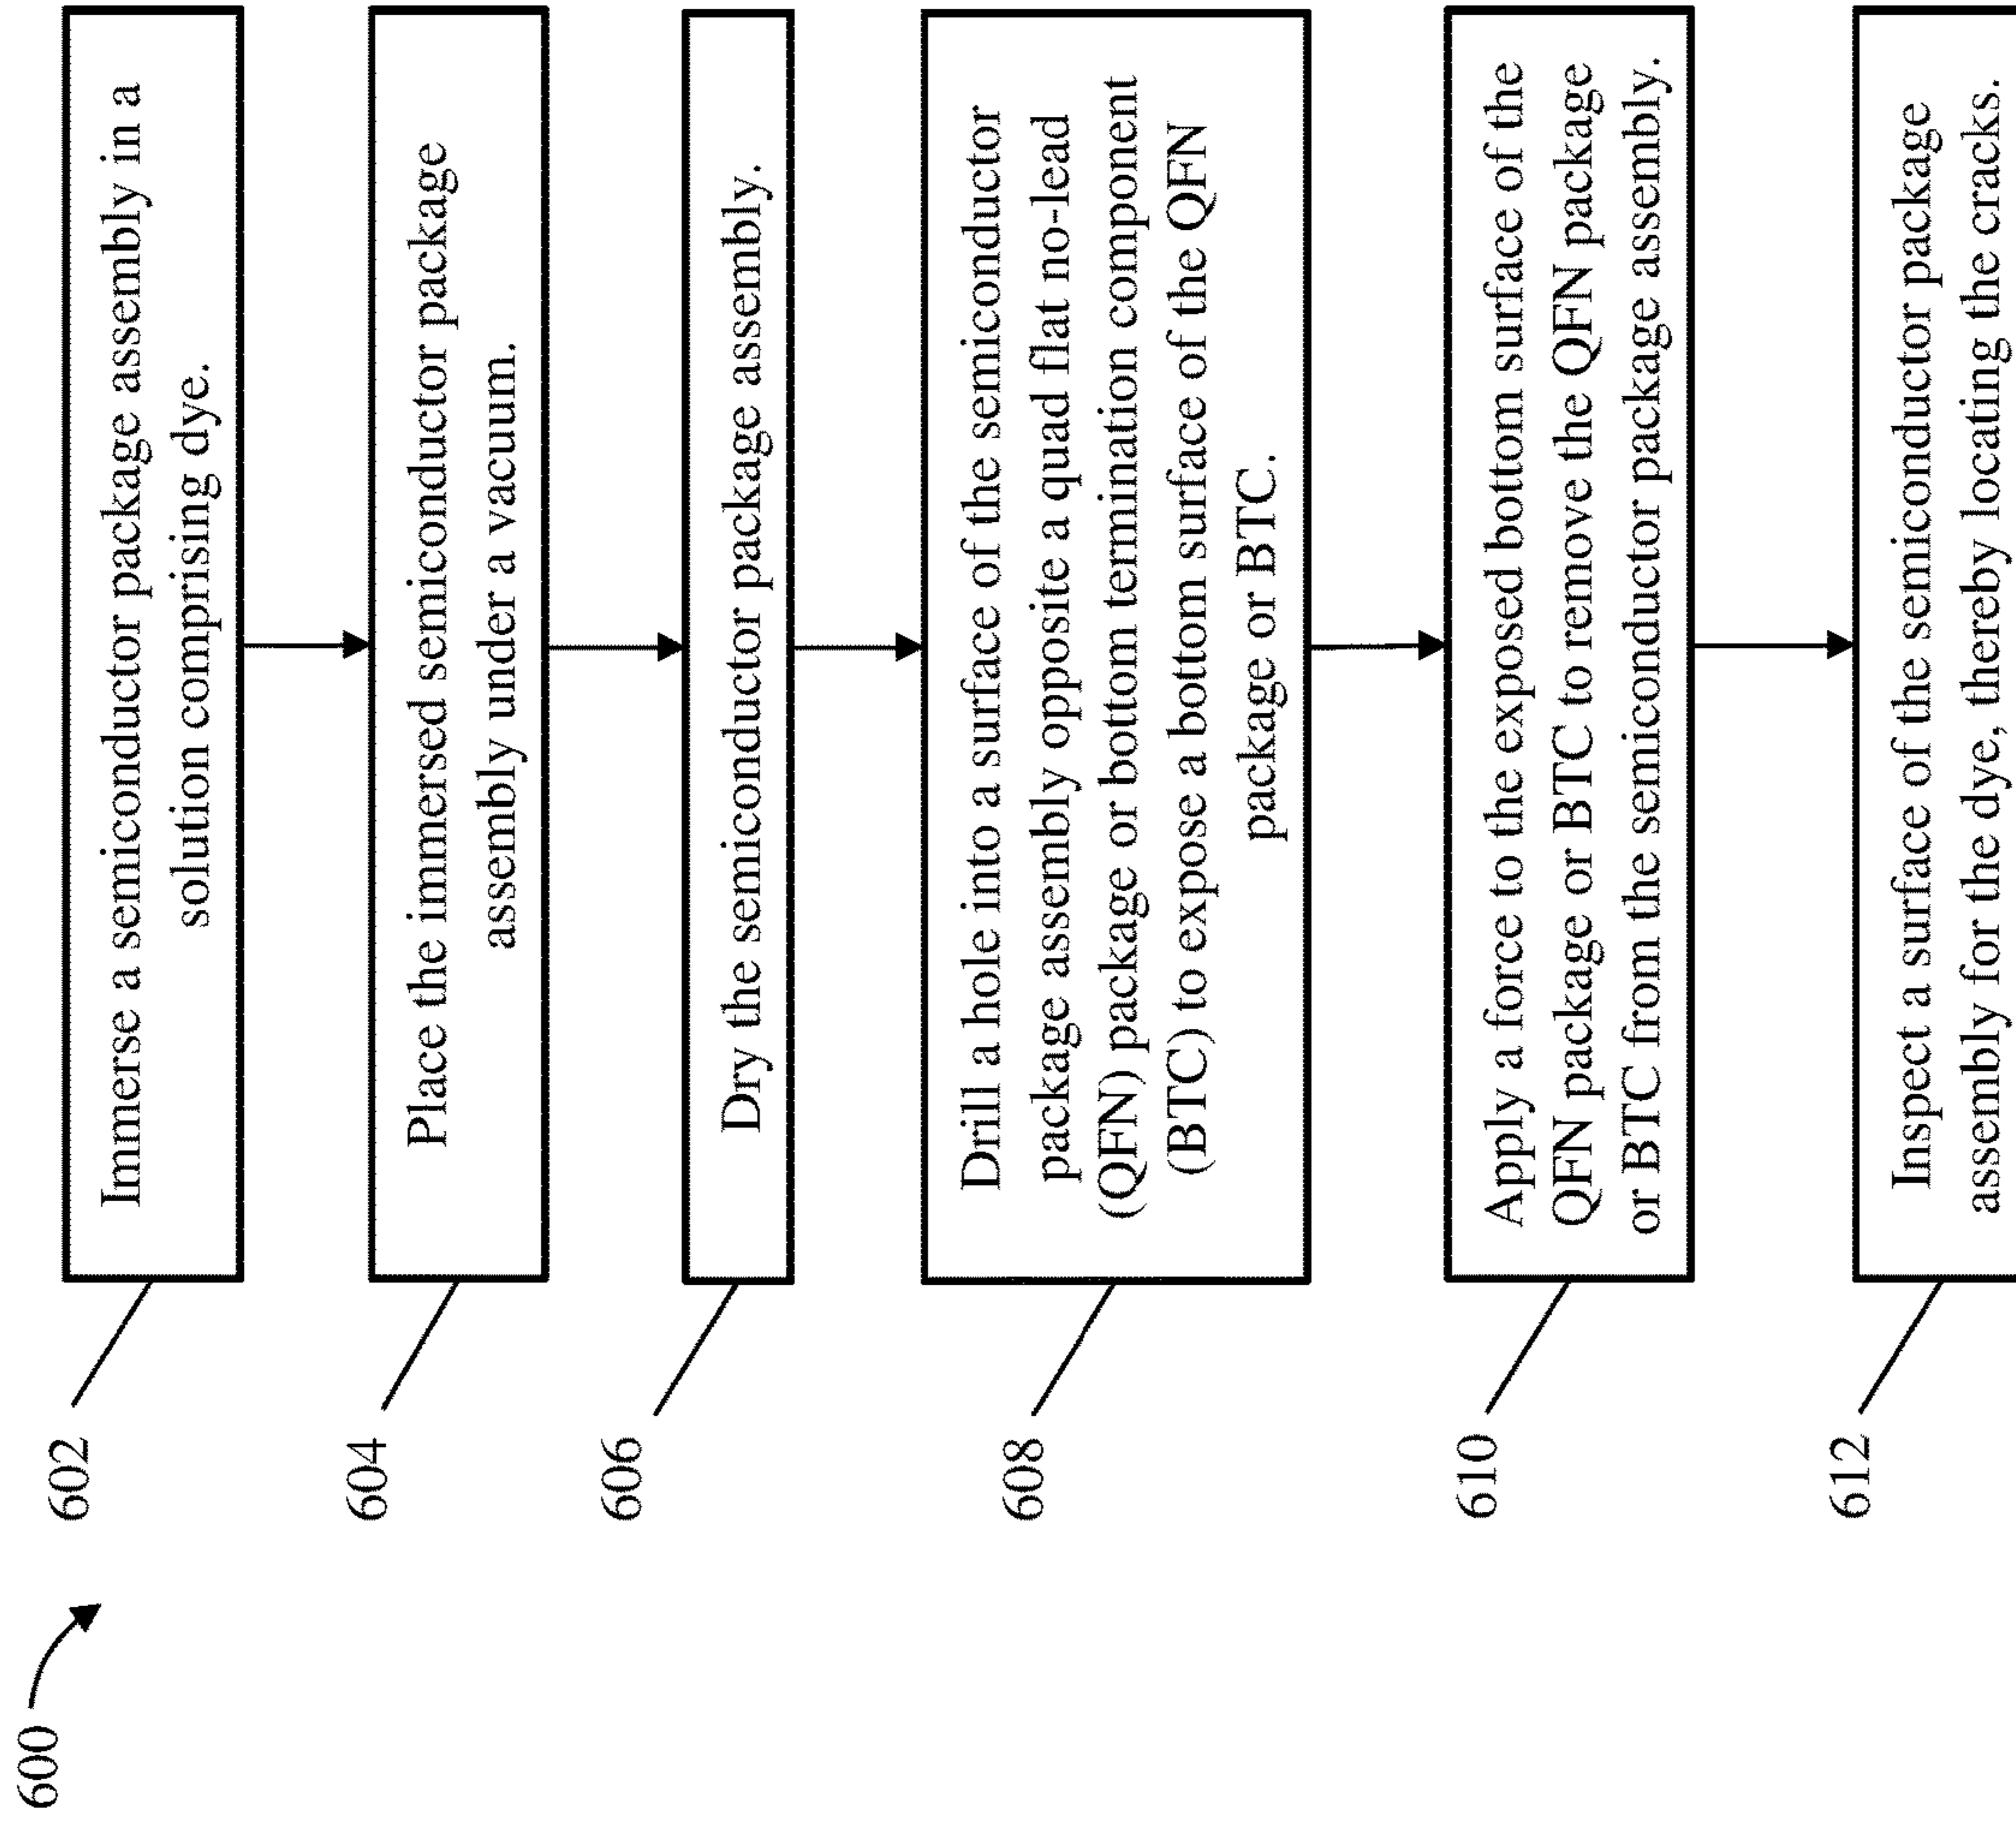 600
602
Immerse a semiconductor package assembly in a
solution comprising dye.
604
Place the immersed semiconductor package
assembly under a vacuum.
606
Dry the semiconductor package assembly.
608
Drill a hole into a surface of the semiconductor
package assembly opposite a quad flat no-lead
(QFN) package or bottom termination component
(BTC) to expose a bottom surface of the QFN
package or BTC.
610
Apply a force to the exposed bottom surface of the
QFN package or BTC to remove the QFN package
or BTC from the semiconductor package assembly.
612
Inspect a surface of the semiconductor package
assembly for the dye, thereby locating the cracks.